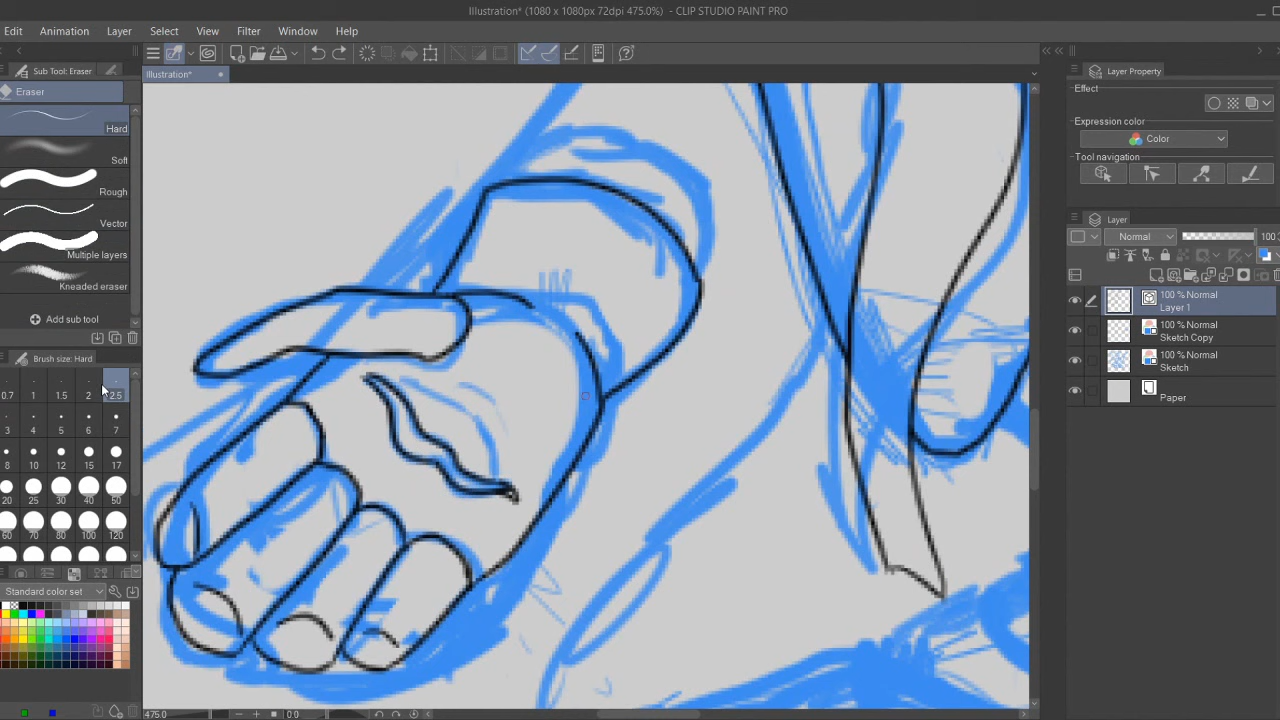 Illustration* (1080 x 1080px 72dpi 475.0%) - CLIP STUDIO PAINT PRO
Edit Animation Layer Select View Filter Window Help
Sub Tool: Eraser
Illustration*
Layer Property
Eraser
Effect
Hard
Expression color
Color
Soft
Tool navigation
Rough
Vector
Layer
Normal 100
Multiple layers
Kneaded eraser
100 % Normal
Layer 1
Add sub tool
100 % Normal
Sketch Copy
Brush size: Hard
100 % Normal
Sketch
0.7 1 1.5 2 2.5
Paper
3 4 5 6 7
8 10 12 15 17
20 25 30 40 50
60 70 80 100 120
Standard color set
475.0 0.0